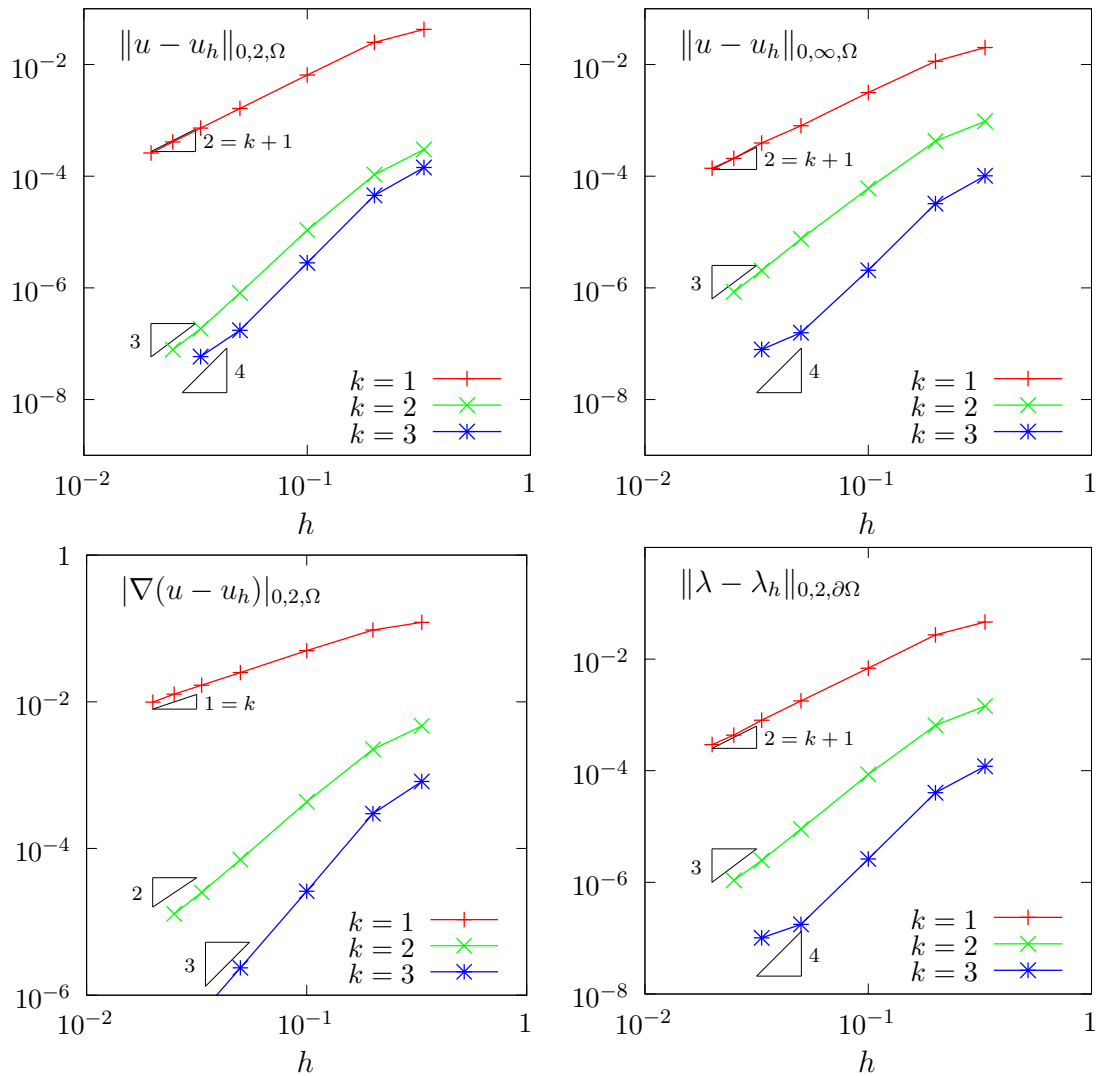 ‖u − u_h‖_{0,2,Ω}
10^{-2}
10^{-4}
10^{-6}
10^{-8}
2 = k + 1
3
4
k = 1
k = 2
k = 3
10^{-2} 10^{-1} 1
h
‖u − u_h‖_{0,∞,Ω}
10^{-2}
10^{-4}
10^{-6}
10^{-8}
2 = k + 1
3
4
k = 1
k = 2
k = 3
10^{-2} 10^{-1} 1
h
|∇(u − u_h)|_{0,2,Ω}
1
10^{-2}
10^{-4}
10^{-6}
1 = k
2
3
k = 1
k = 2
k = 3
10^{-2} 10^{-1} 1
h
‖λ − λ_h‖_{0,2,∂Ω}
10^{-2}
10^{-4}
10^{-6}
10^{-8}
2 = k + 1
3
4
k = 1
k = 2
k = 3
10^{-2} 10^{-1} 1
h